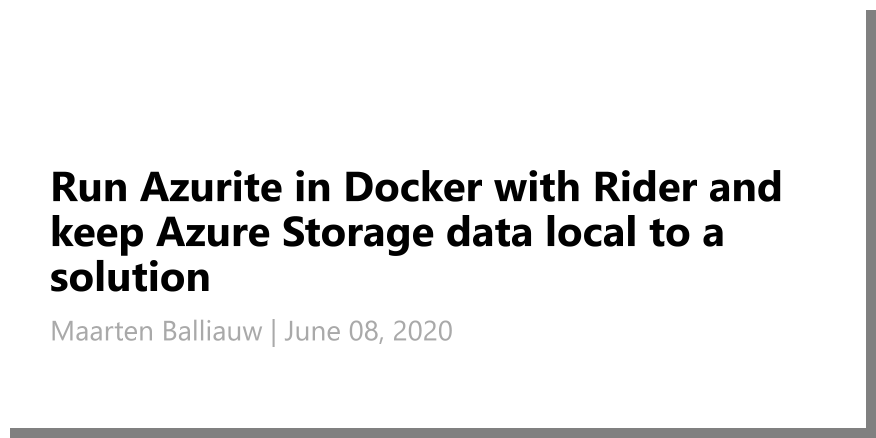 Run Azurite in Docker with Rider and
keep Azure Storage data local to a
solution
Maarten Balliauw | June 08, 2020